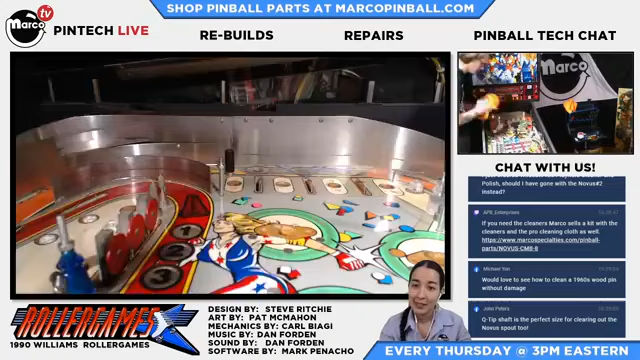 SHOP PINBALL PARTS AT MARCOPINBALL.COM
Marco
tv
PINTECH LIVE
RE-BUILDS
REPAIRS
PINBALL TECH CHAT
Marco
CHAT WITH US!
Polish, should I have gone with the Novus#2
instead?
APB_Enterprises
If you need the cleaners Marco sells a kit with the
cleaners and the pro cleaning cloth as well.
https://www.marcospecialties.com/pinball-
parts/NOVUS-CMB-8
Michael Yon
Would love to see how to clean a 1960s wood pin
without damage
John Peters
Q-Tip shaft is the perfect size for clearing out the
Novus spout too!
ROLLERGAMES
1990 WILLIAMS ROLLERGAMES
DESIGN BY: STEVE RITCHIE
ART BY: PAT MCMAHON
MECHANICS BY: CARL BIAGI
MUSIC BY: DAN FORDEN
SOUND BY: DAN FORDEN
SOFTWARE BY: MARK PENACHO
EVERY THURSDAY @ 3PM EASTERN